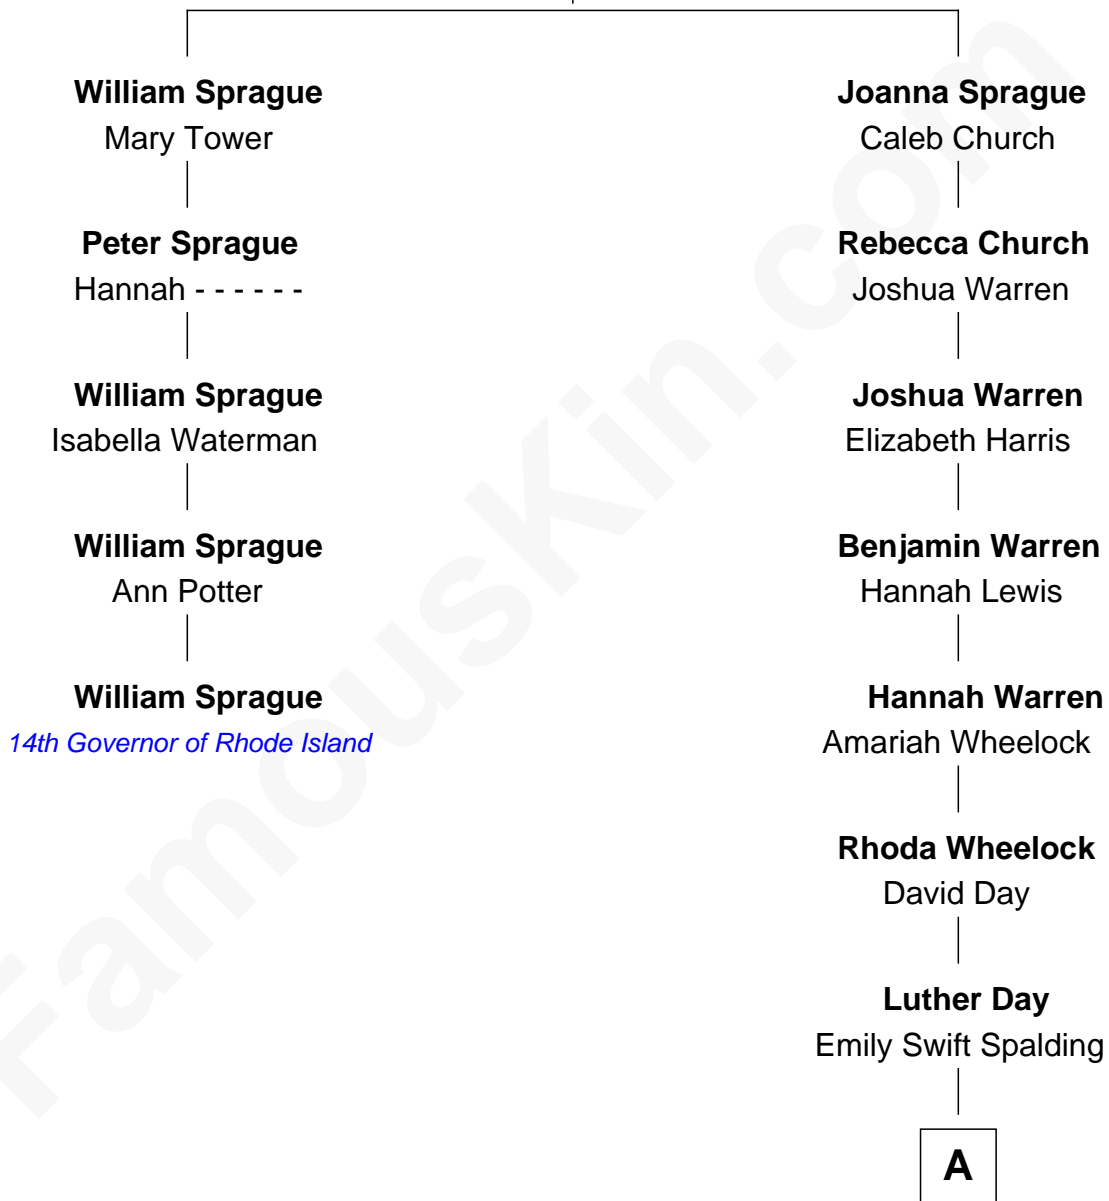 William Sprague
Mary Tower
Peter Sprague
Hannah - - - - - -
William Sprague
Isabella Waterman
William Sprague
Ann Potter
William Sprague
14th Governor of Rhode Island
Joanna Sprague
Caleb Church
Rebecca Church
Joshua Warren
Joshua Warren
Elizabeth Harris
Benjamin Warren
Hannah Lewis
Hannah Warren
Amariah Wheelock
Rhoda Wheelock
David Day
Luther Day
Emily Swift Spalding
A
FamousKin.com